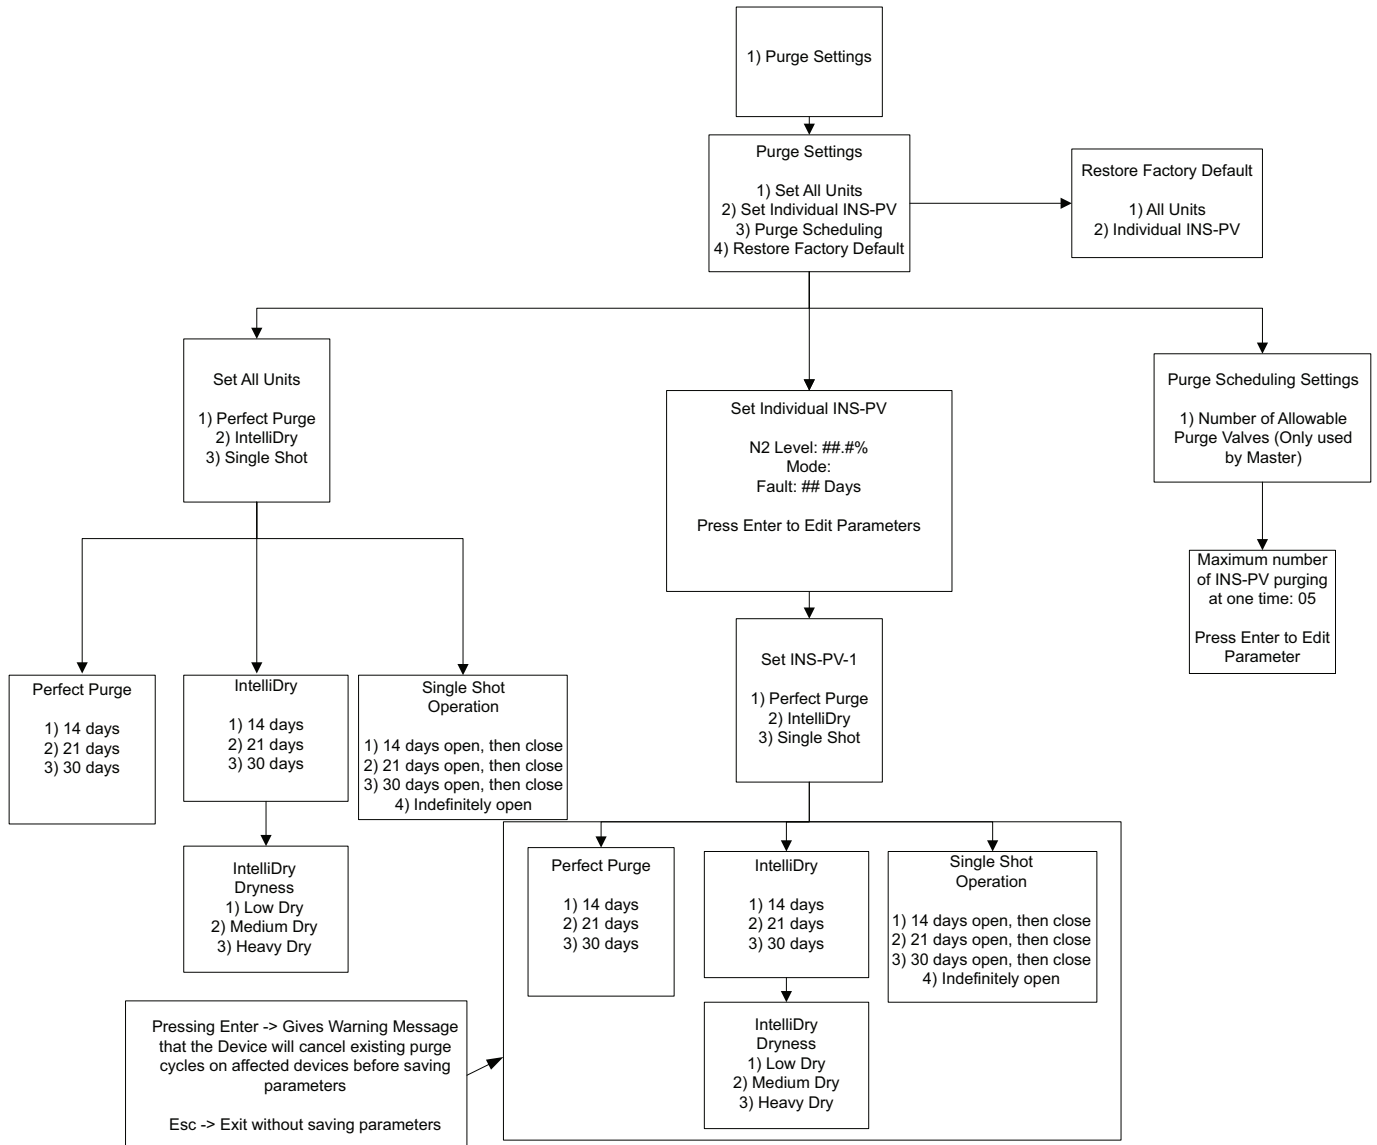 1) Purge Settings
Purge Settings
1) Set All Units
2) Set Individual INS-PV
3) Purge Scheduling
4) Restore Factory Default
Restore Factory Default
1) All Units
2) Individual INS-PV
Set All Units
1) Perfect Purge
2) IntelliDry
3) Single Shot
Set Individual INS-PV
N2 Level: ##.#%
Mode:
Fault: ## Days
Press Enter to Edit Parameters
Purge Scheduling Settings
1) Number of Allowable
Purge Valves (Only used
by Master)
Maximum number
of INS-PV purging
at one time: 05
Press Enter to Edit
Parameter
Set INS-PV-1
1) Perfect Purge
2) IntelliDry
3) Single Shot
Perfect Purge
1) 14 days
2) 21 days
3) 30 days
IntelliDry
1) 14 days
2) 21 days
3) 30 days
Single Shot
Operation
1) 14 days open, then close
2) 21 days open, then close
3) 30 days open, then close
4) Indefinitely open
IntelliDry
Dryness
1) Low Dry
2) Medium Dry
3) Heavy Dry
Perfect Purge
1) 14 days
2) 21 days
3) 30 days
IntelliDry
1) 14 days
2) 21 days
3) 30 days
Single Shot
Operation
1) 14 days open, then close
2) 21 days open, then close
3) 30 days open, then close
4) Indefinitely open
IntelliDry
Dryness
1) Low Dry
2) Medium Dry
3) Heavy Dry
Pressing Enter -> Gives Warning Message
that the Device will cancel existing purge
cycles on affected devices before saving
parameters
Esc -> Exit without saving parameters